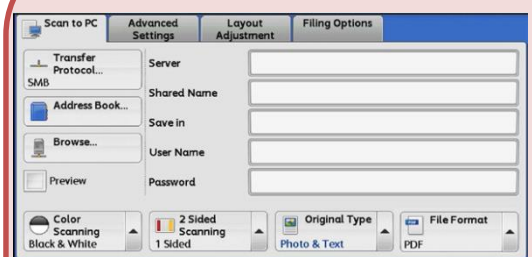 Scan to PC
Advanced
Settings
Layout
Adjustment
Filing Options
Transfer
Protocol...
SMB
Address Book...
Browse...
Preview
Server
Shared Name
Save in
User Name
Password
Color
Scanning
Black & White
2 Sided
Scanning
1 Sided
Original Type
Photo & Text
File Format
PDF